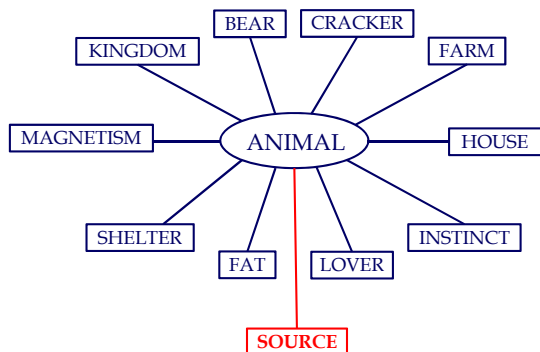 BEAR
CRACKER
KINGDOM
FARM
MAGNETISM
ANIMAL
HOUSE
SHELTER
FAT
LOVER
INSTINCT
SOURCE